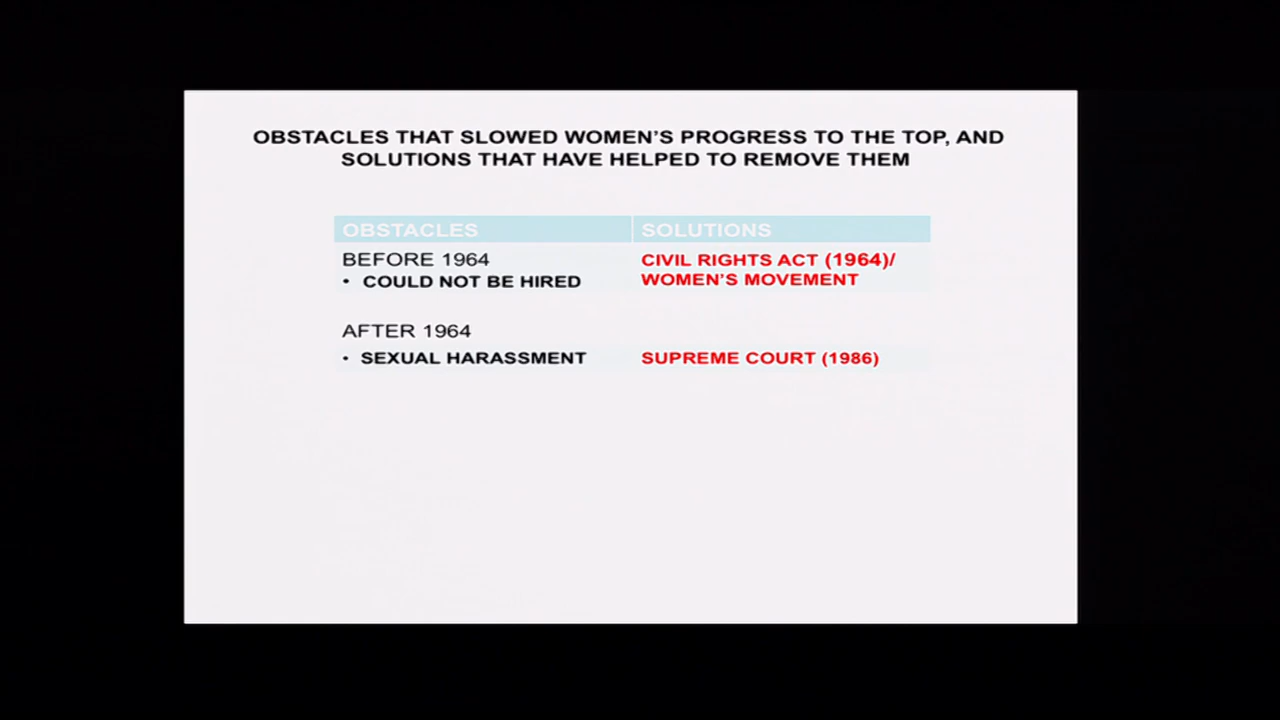 OBSTACLES THAT SLOWED WOMEN'S PROGRESS TO THE TOP, AND
SOLUTIONS THAT HAVE HELPED TO REMOVE THEM
OBSTACLES
SOLUTIONS
BEFORE 1964
• COULD NOT BE HIRED
CIVIL RIGHTS ACT (1964)/
WOMEN'S MOVEMENT
AFTER 1964
• SEXUAL HARASSMENT
SUPREME COURT (1986)